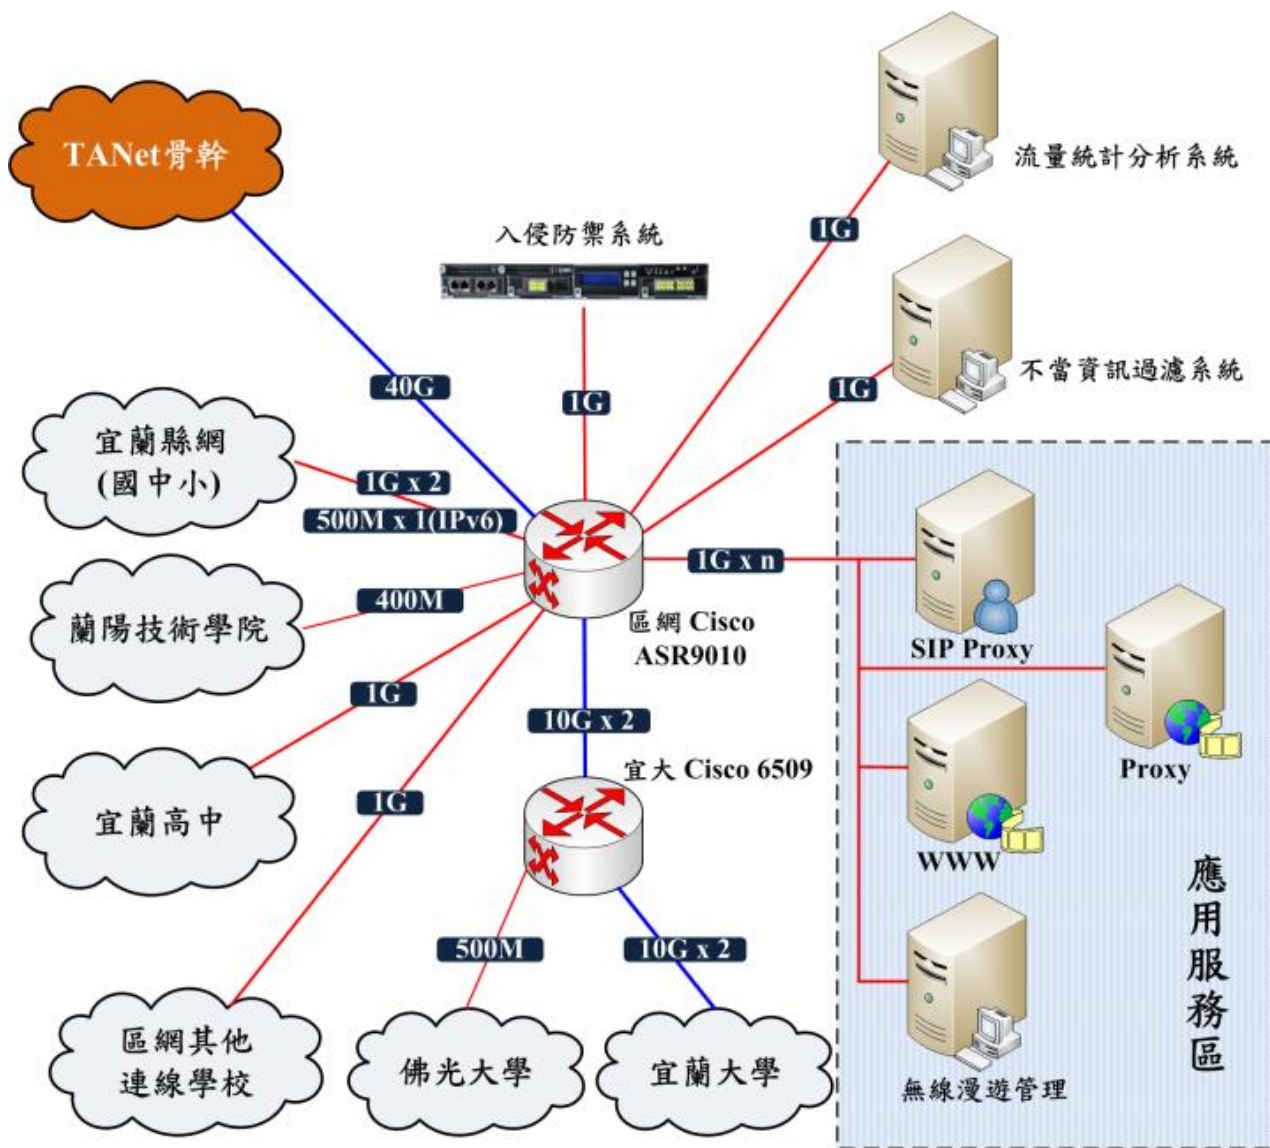 TANet骨幹
流量統計分析系統
入侵防禦系統
1G
不當資訊過濾系統
40G
1G
1G
宜蘭縣網
(國中小)
1G x 2
500M x 1(IPv6)
1G x n
蘭陽技術學院
400M
區網 Cisco
ASR9010
SIP Proxy
1G
10G x 2
宜大 Cisco 6509
Proxy
宜蘭高中
1G
WWW
應用服務區
500M
10G x 2
區網其他
連線學校
佛光大學
宜蘭大學
無線漫遊管理